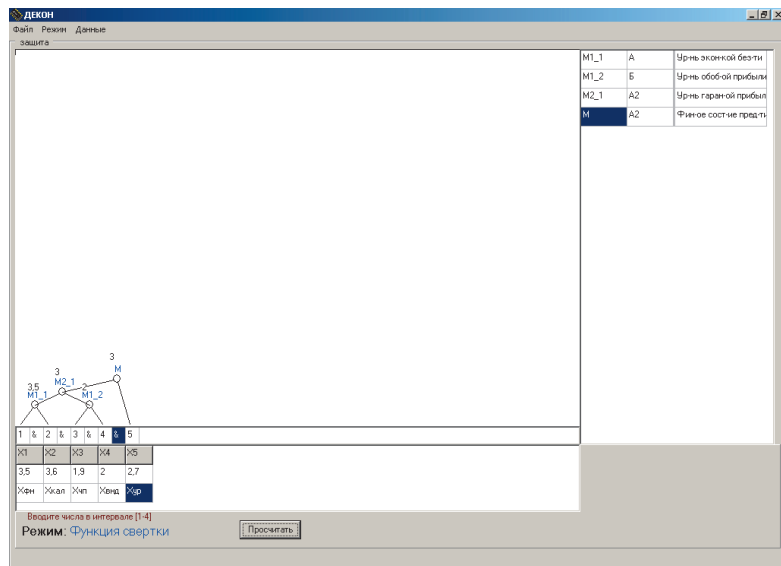 ДЕКОН
Файл Режим Данные
защита
M1_1 А Ур-нь экон-кой без-ти
M1_2 Б Ур-нь обоб-ой прибыли
M2_1 А2 Ур-нь гаран-ой прибыл
М А2 Фин-ое сост-ие пред-ти
3
М
3
M2_1
3,5
2
M1_1
M1_2
1 & 2 & 3 & 4 & 5
X1 X2 X3 X4 X5
3,5 3,6 1,9 2 2,7
Хфн Хкал Хчп Хвнд Хур
Вводите числа в интервале [1-4]
Режим: Функция свертки
Просчитать